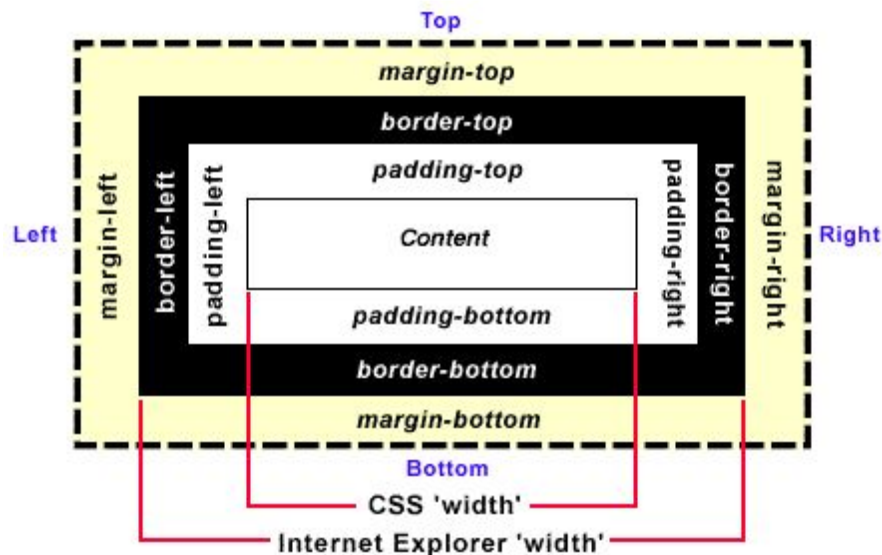 Top
margin-top
border-top
padding-top
Left
margin-left
border-left
padding-left
Content
padding-right
border-right
margin-right
Right
padding-bottom
border-bottom
margin-bottom
Bottom
CSS 'width'
Internet Explorer 'width'